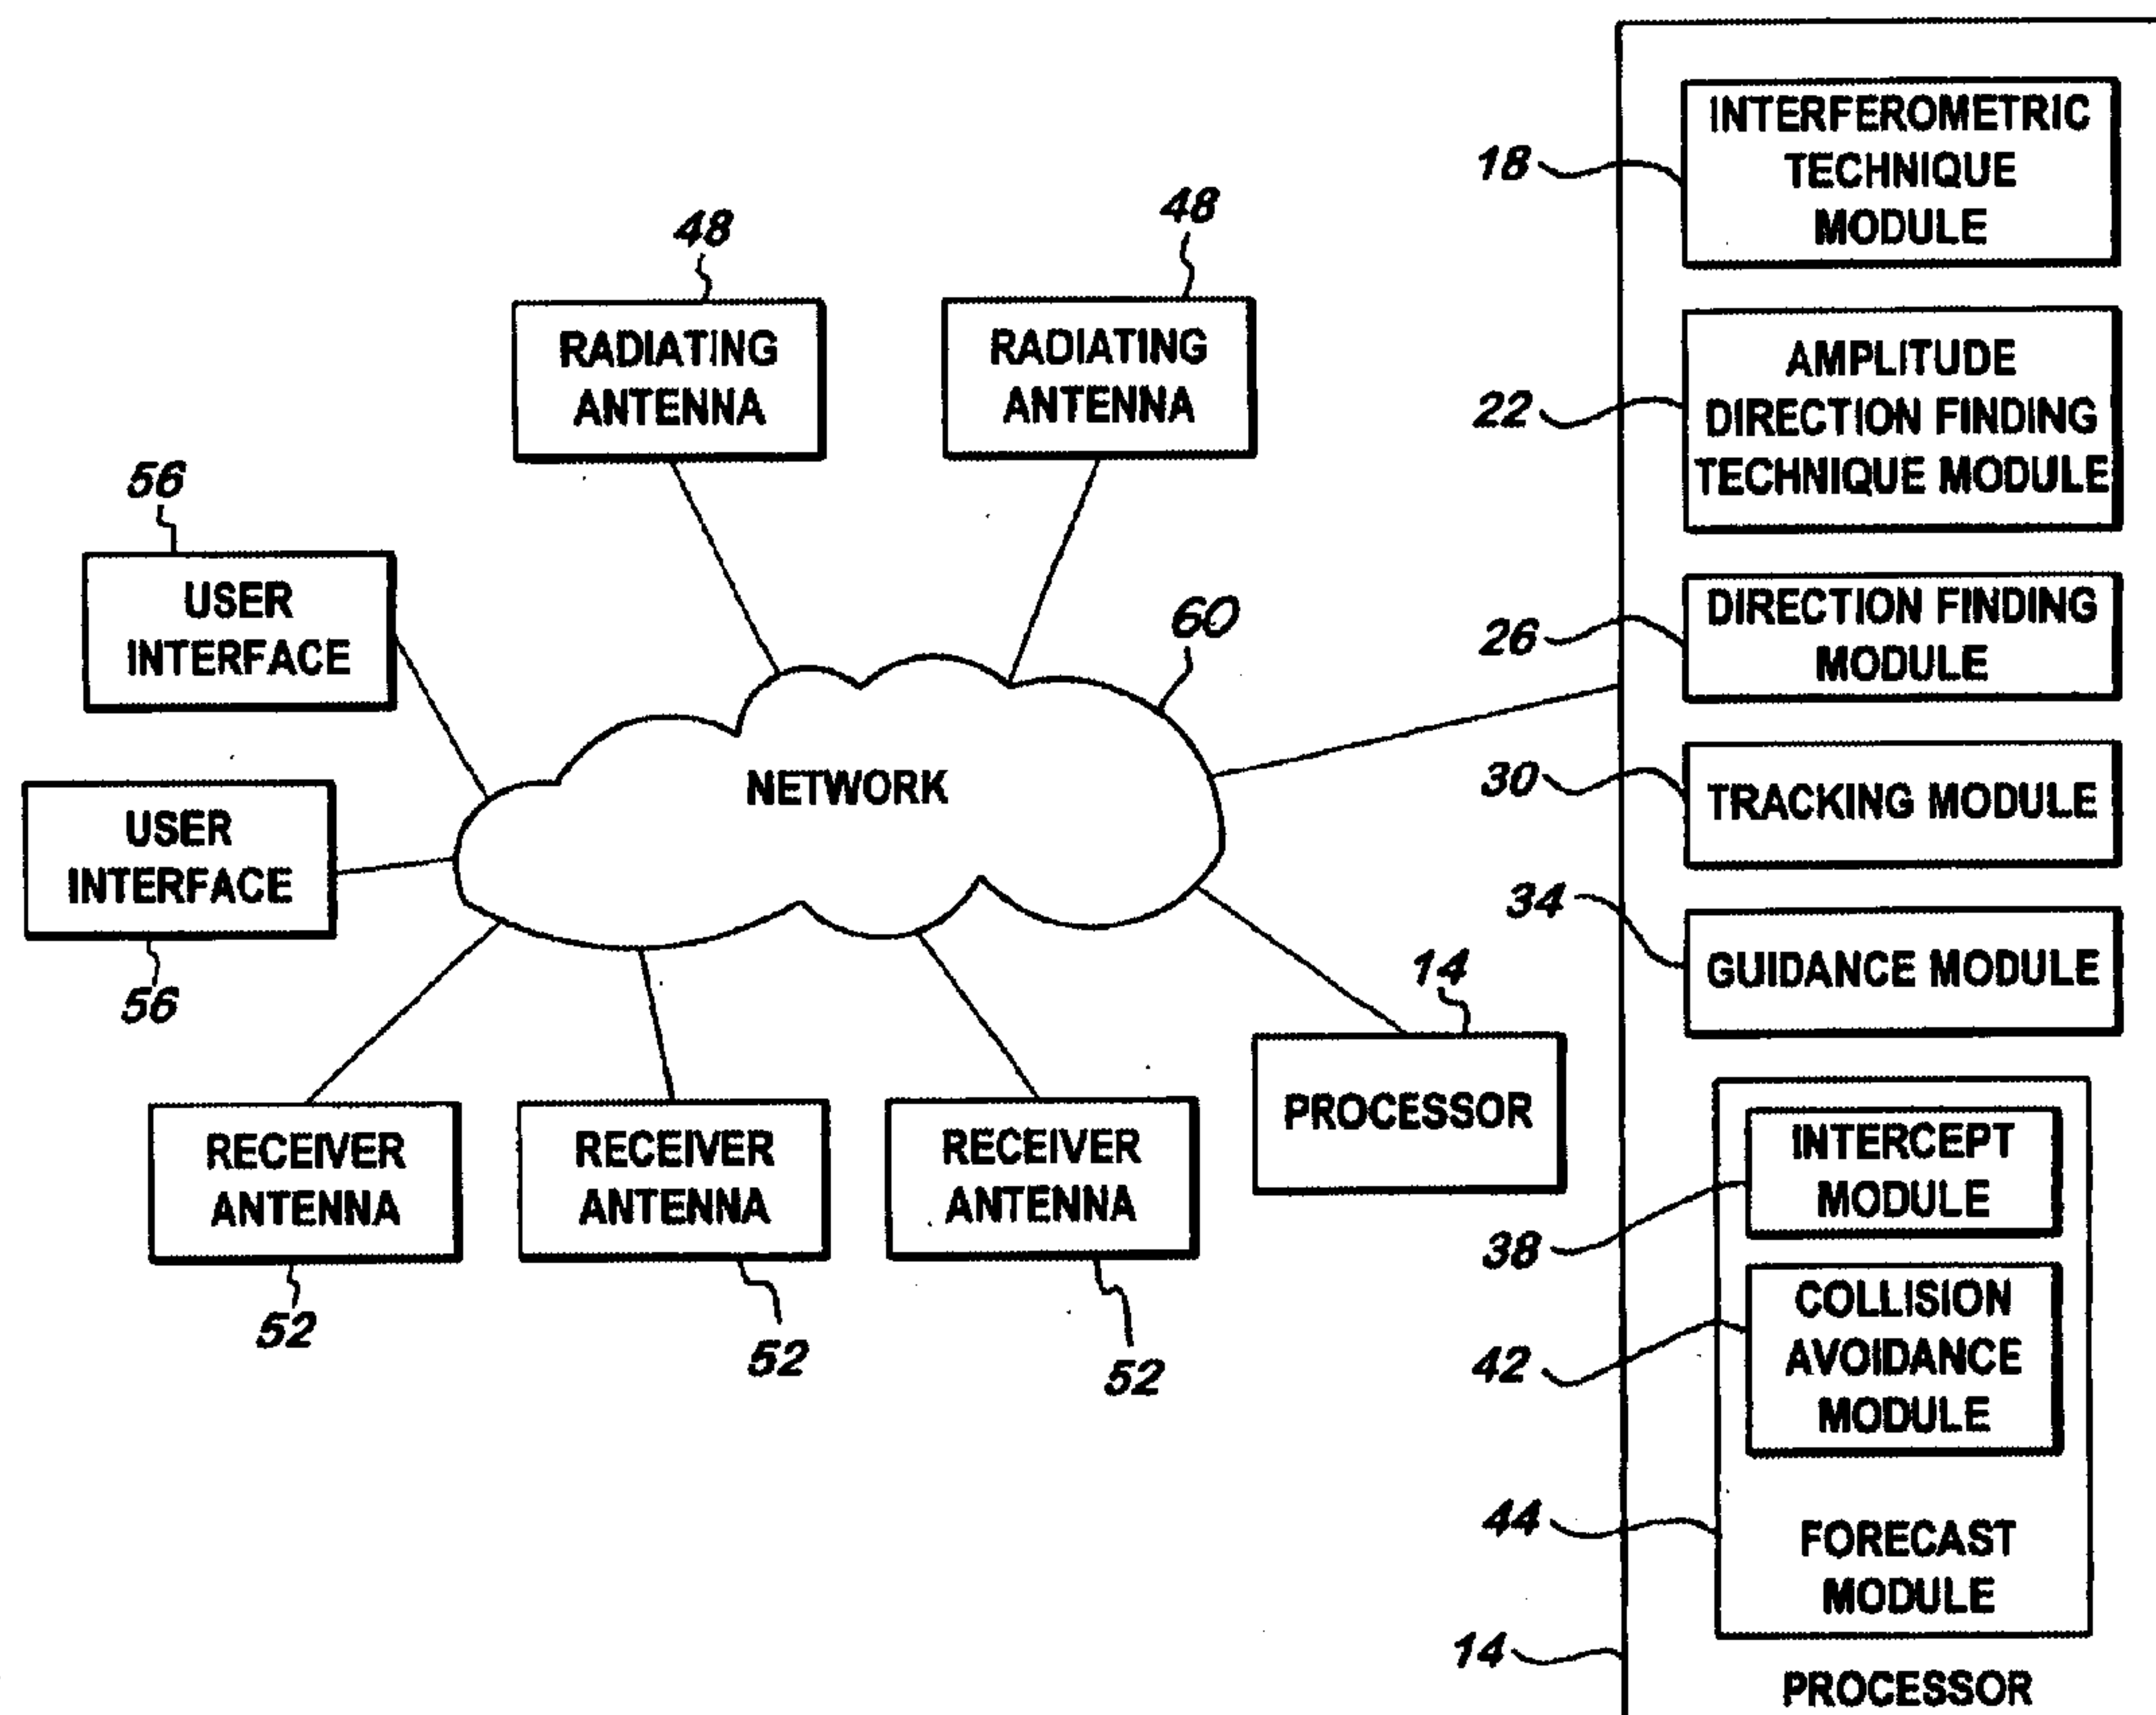 48
48
RADIATING
ANTENNA
RADIATING
ANTENNA
56
USER
INTERFACE
USER
INTERFACE
56
60
NETWORK
14
PROCESSOR
RECEIVER
ANTENNA
RECEIVER
ANTENNA
RECEIVER
ANTENNA
52
52
52
18
INTERFEROMETRIC
TECHNIQUE
MODULE
22
AMPLITUDE
DIRECTION FINDING
TECHNIQUE MODULE
26
DIRECTION FINDING
MODULE
30
TRACKING MODULE
34
GUIDANCE MODULE
38
INTERCEPT
MODULE
42
COLLISION
AVOIDANCE
MODULE
44
FORECAST
MODULE
14
PROCESSOR